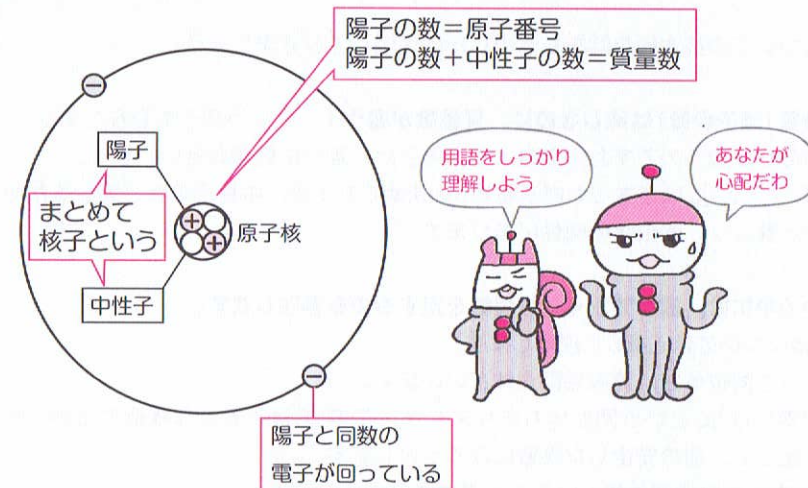 陽子の数＝原子番号
陽子の数＋中性子の数＝質量数
陽子
まとめて
核子という
中性子
原子核
陽子と同数の
電子が回っている
用語をしっかり
理解しよう
あなたが
心配だわ